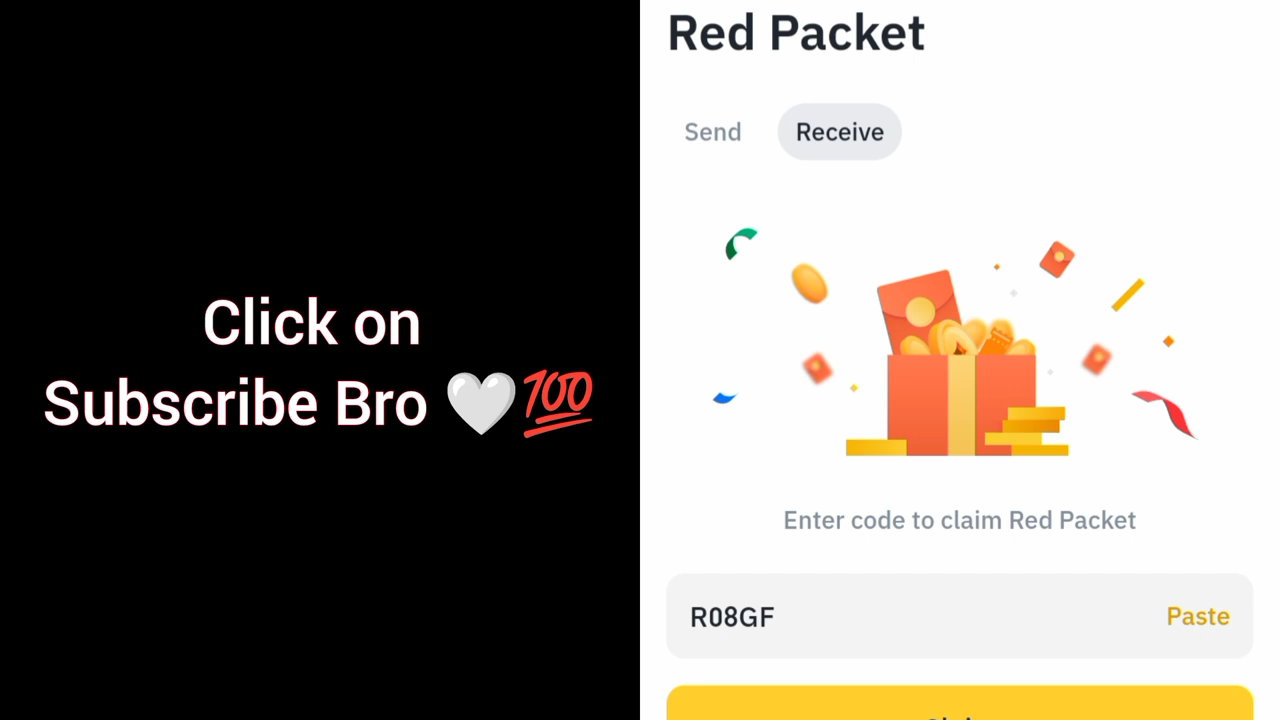 Click on
Subscribe Bro 🤍💯
Red Packet
Send
Receive
Enter code to claim Red Packet
R08GF
Paste